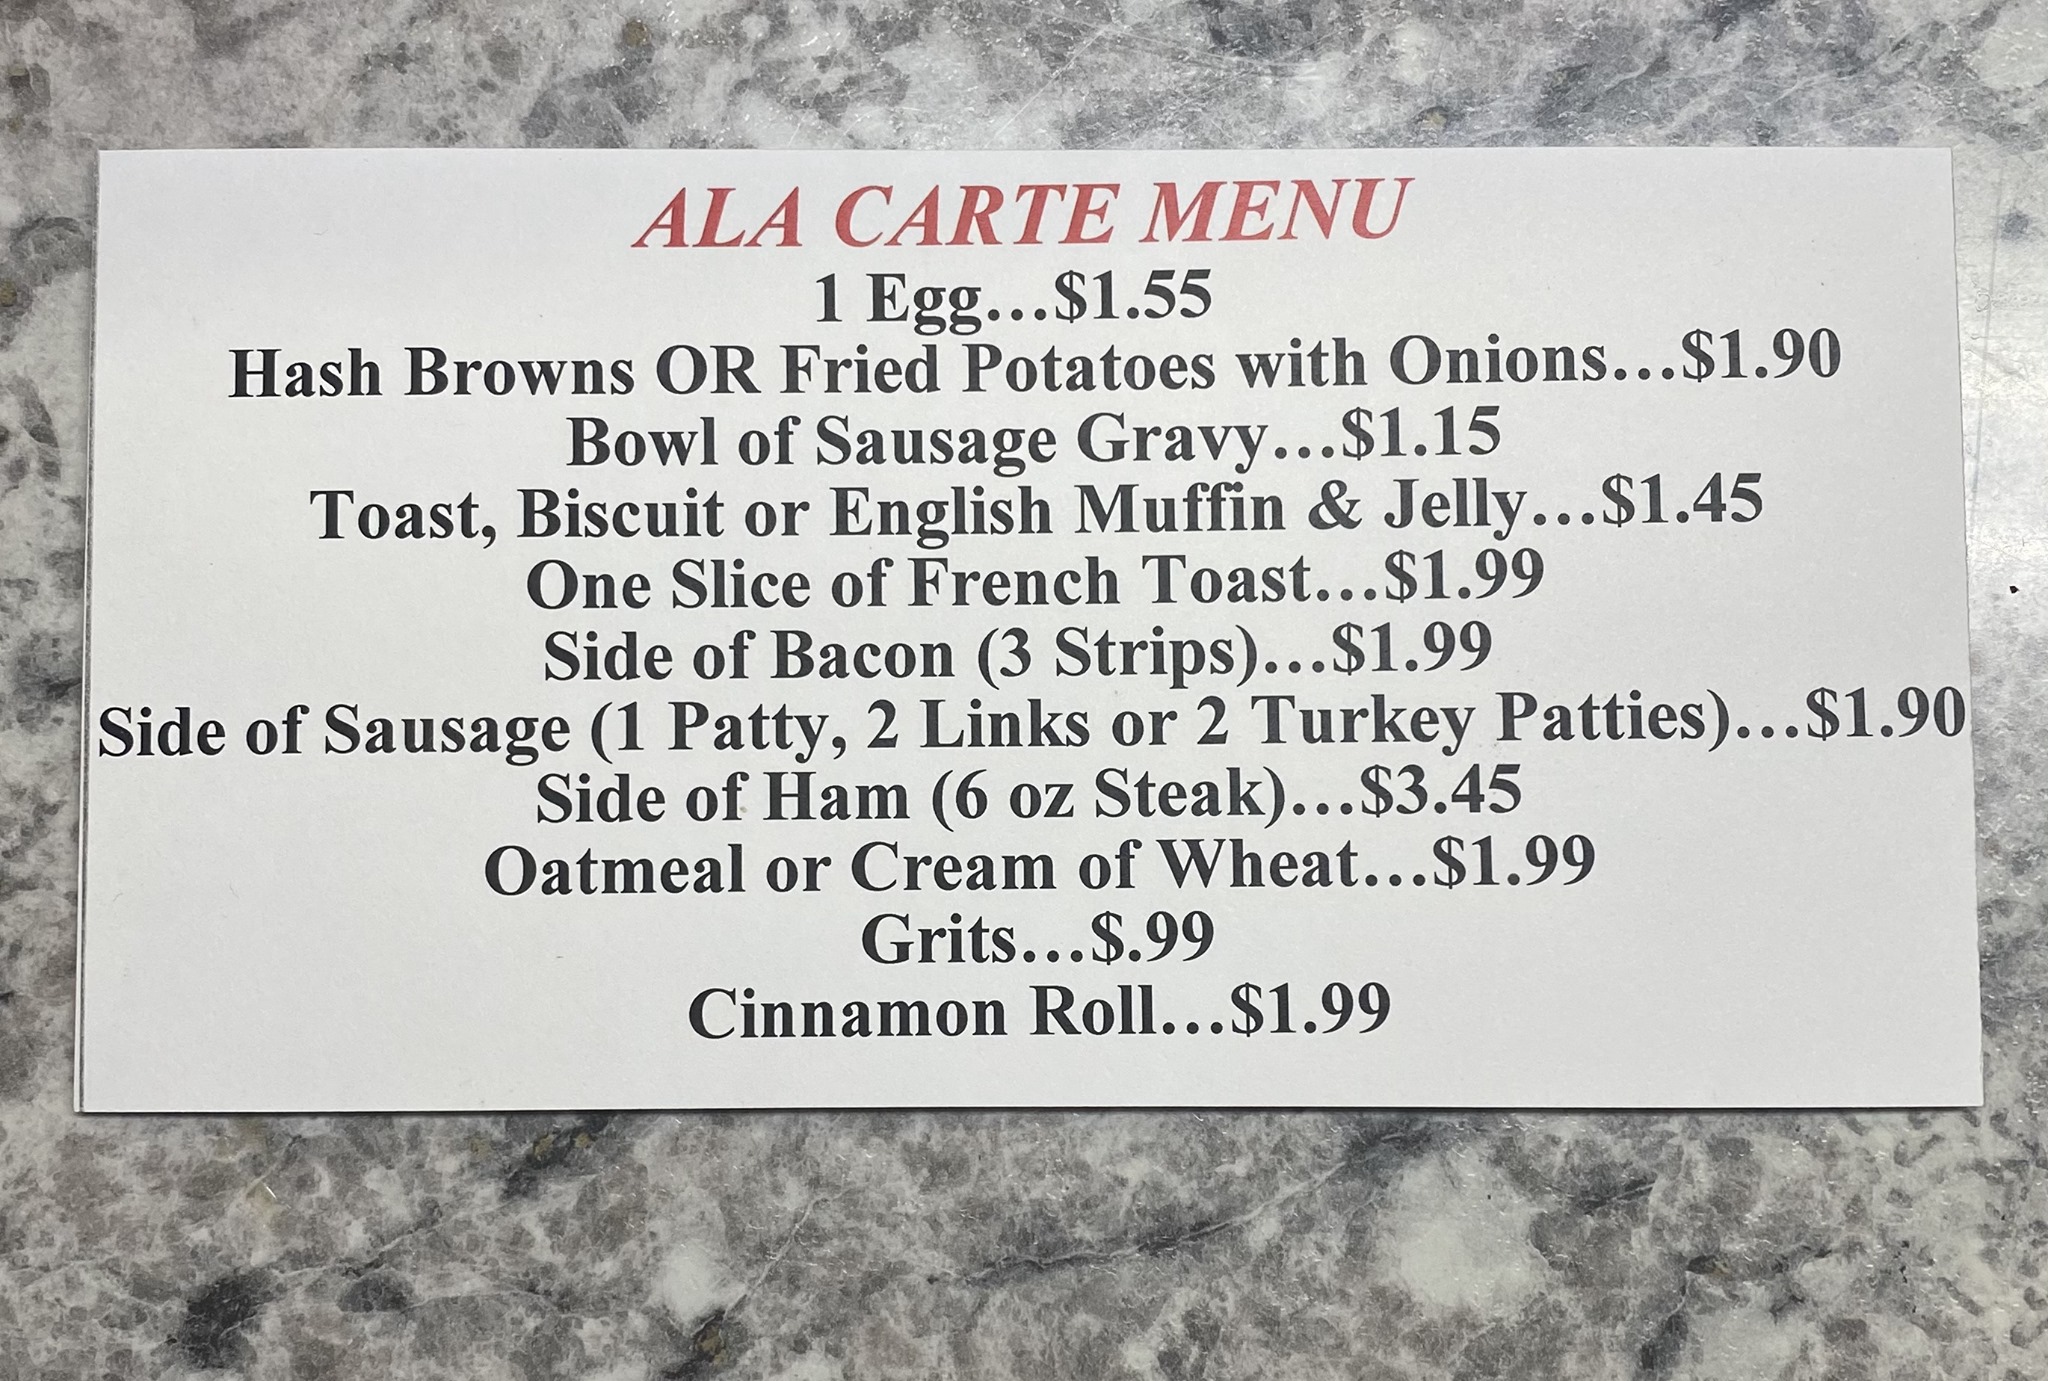 ALA CARTE MENU
1 Egg...$1.55
Hash Browns OR Fried Potatoes with Onions...$1.90
Bowl of Sausage Gravy...$1.15
Toast, Biscuit or English Muffin & Jelly...$1.45
One Slice of French Toast...$1.99
Side of Bacon (3 Strips)...$1.99
Side of Sausage (1 Patty, 2 Links or 2 Turkey Patties)...$1.90
Side of Ham (6 oz Steak)...$3.45
Oatmeal or Cream of Wheat...$1.99
Grits...$.99
Cinnamon Roll...$1.99